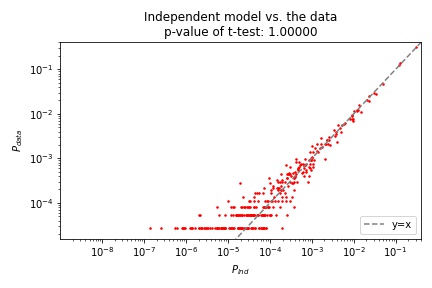 Independent model vs. the data
p-value of t-test: 1.00000
P_data
10^-1
10^-2
10^-3
10^-4
y=x
10^-8 10^-7 10^-6 10^-5 10^-4 10^-3 10^-2 10^-1
P_ind